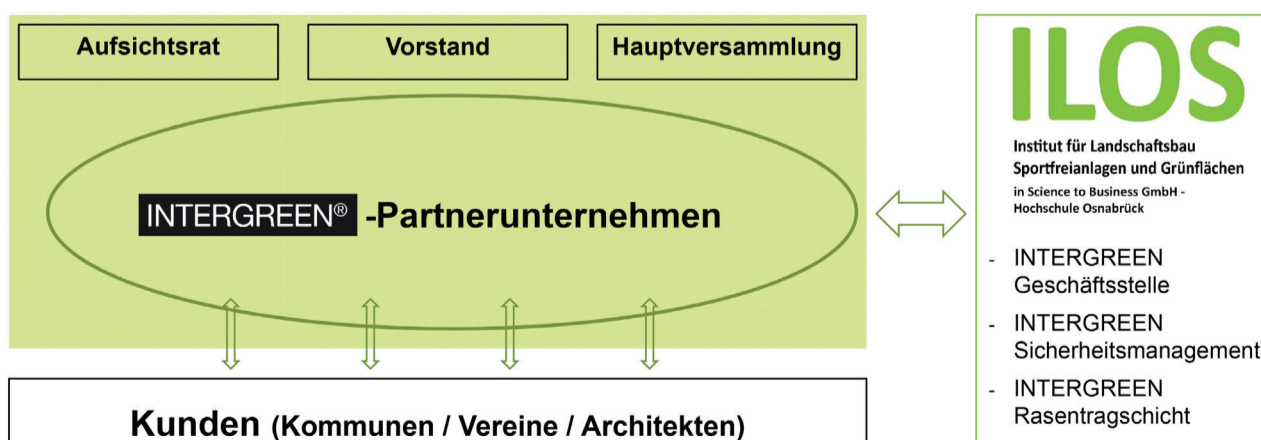 Aufsichtsrat
Vorstand
Hauptversammlung
INTERGREEN® -Partnerunternehmen
Kunden (Kommunen / Vereine / Architekten)
ILOS
Institut für Landschaftsbau
Sportfreianlagen und Grünflächen
in Science to Business GmbH -
Hochschule Osnabrück
- INTERGREEN
Geschäftsstelle
- INTERGREEN
Sicherheitsmanagement
- INTERGREEN
Rasentragschicht